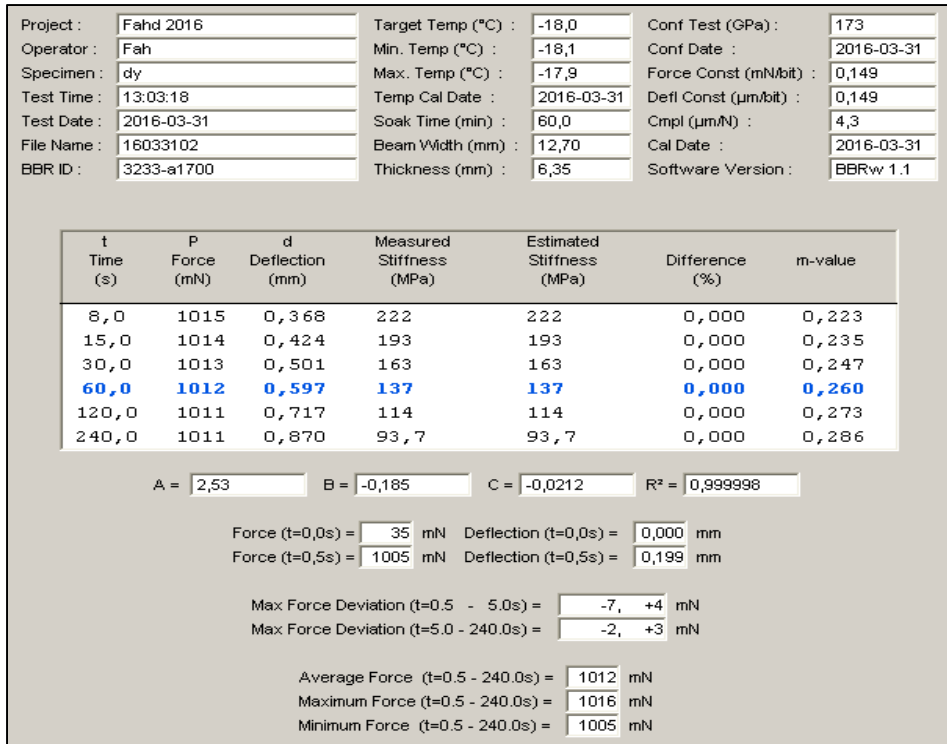 Project : Fahd 2016 Target Temp (°C) : -18,0 Conf Test (GPa) : 173
Operator : Fah Min. Temp (°C) : -18,1 Conf Date : 2016-03-31
Specimen : dy Max. Temp (°C) : -17,9 Force Const (mN/bit) : 0,149
Test Time : 13:03:18 Temp Cal Date : 2016-03-31 Defl Const (µm/bit) : 0,149
Test Date : 2016-03-31 Soak Time (min) : 60,0 Cmpl (µm/N) : 4,3
File Name : 16033102 Beam Width (mm) : 12,70 Cal Date : 2016-03-31
BBR ID : 3233-a1700 Thickness (mm) : 6,35 Software Version : BBRw 1.1
t P d Measured Estimated
Time Force Deflection Stiffness Stiffness Difference m-value
(s) (mN) (mm) (MPa) (MPa) (%)
8,0 1015 0,368 222 222 0,000 0,223
15,0 1014 0,424 193 193 0,000 0,235
30,0 1013 0,501 163 163 0,000 0,247
60,0 1012 0,597 137 137 0,000 0,260
120,0 1011 0,717 114 114 0,000 0,273
240,0 1011 0,870 93,7 93,7 0,000 0,286
A = 2,53 B = -0,185 C = -0,0212 R² = 0,999998
Force (t=0,0s) = 35 mN Deflection (t=0,0s) = 0,000 mm
Force (t=0,5s) = 1005 mN Deflection (t=0,5s) = 0,199 mm
Max Force Deviation (t=0.5 - 5.0s) = -7, +4 mN
Max Force Deviation (t=5.0 - 240.0s) = -2, +3 mN
Average Force (t=0.5 - 240.0s) = 1012 mN
Maximum Force (t=0.5 - 240.0s) = 1016 mN
Minimum Force (t=0.5 - 240.0s) = 1005 mN